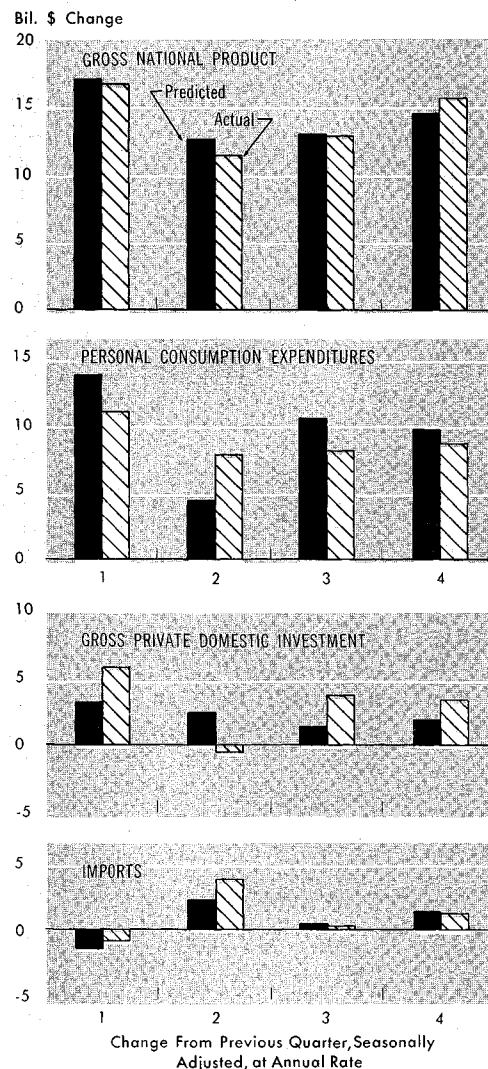 Bil. $ Change
20
GROSS NATIONAL PRODUCT
Predicted
15
Actual
10
5
0
15
PERSONAL CONSUMPTION EXPENDITURES
10
5
0
1 2 3 4
10
GROSS PRIVATE DOMESTIC INVESTMENT
5
0
-5
5
IMPORTS
0
-5
1 2 3 4
Change From Previous Quarter, Seasonally
Adjusted, at Annual Rate